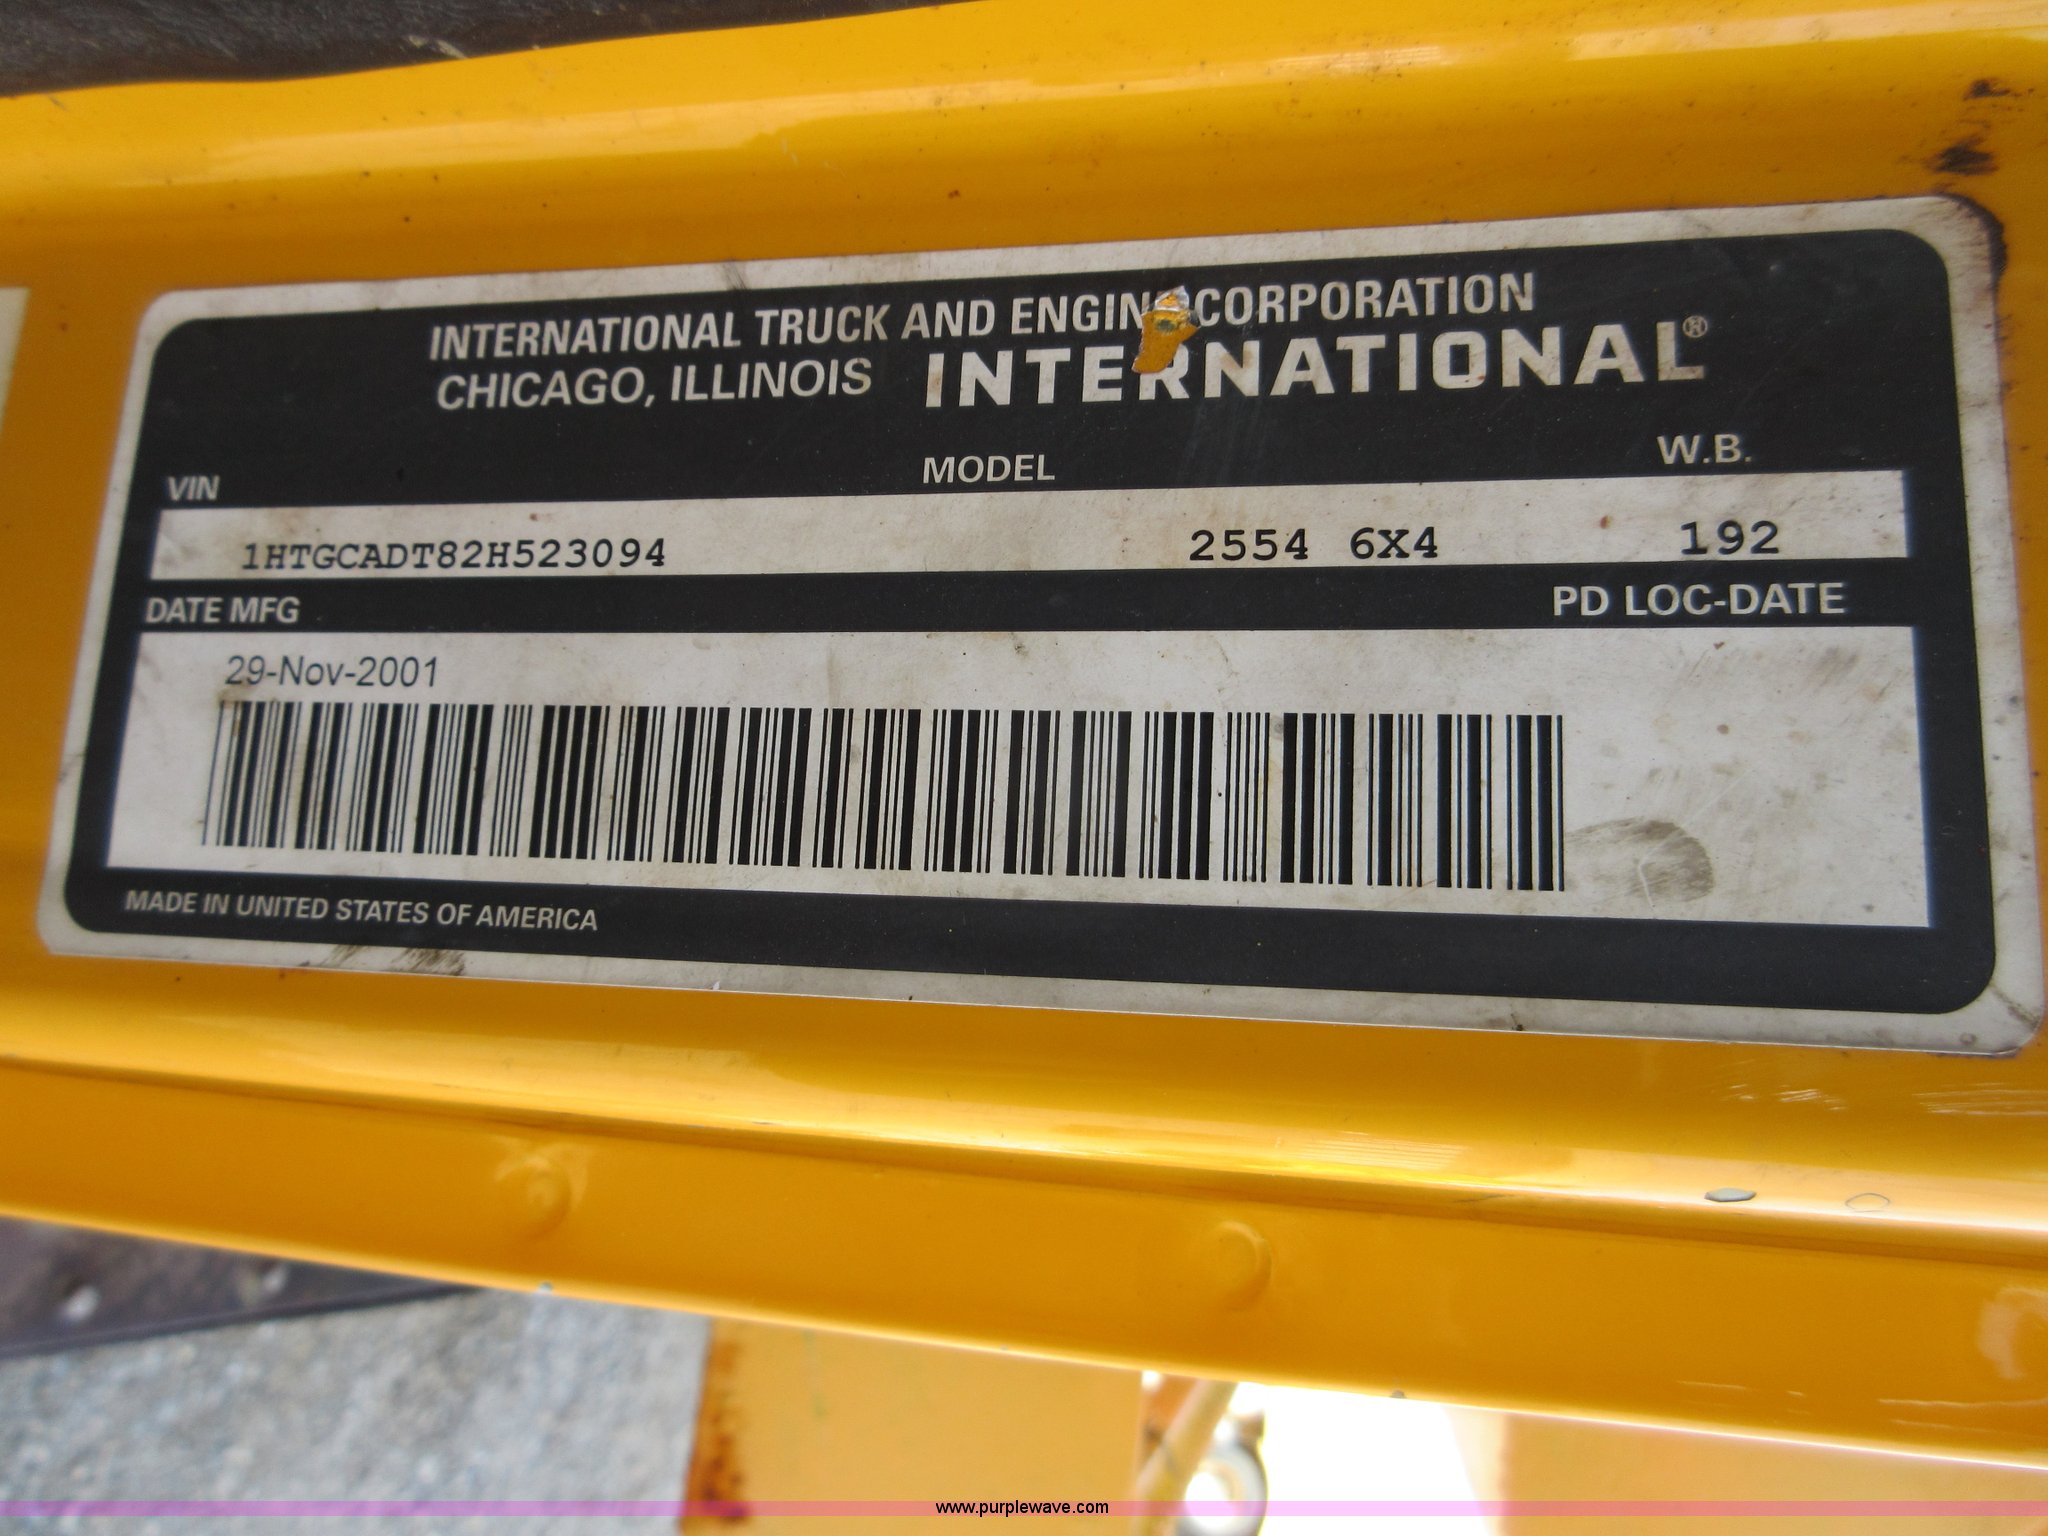 INTERNATIONAL TRUCK AND ENGINE CORPORATION
CHICAGO, ILLINOIS INTERNATIONAL®
VIN MODEL W.B.
1HTGCADT82H523094 2554 6X4 192
DATE MFG PD LOC-DATE
29-Nov-2001
MADE IN UNITED STATES OF AMERICA
www.purplewave.com